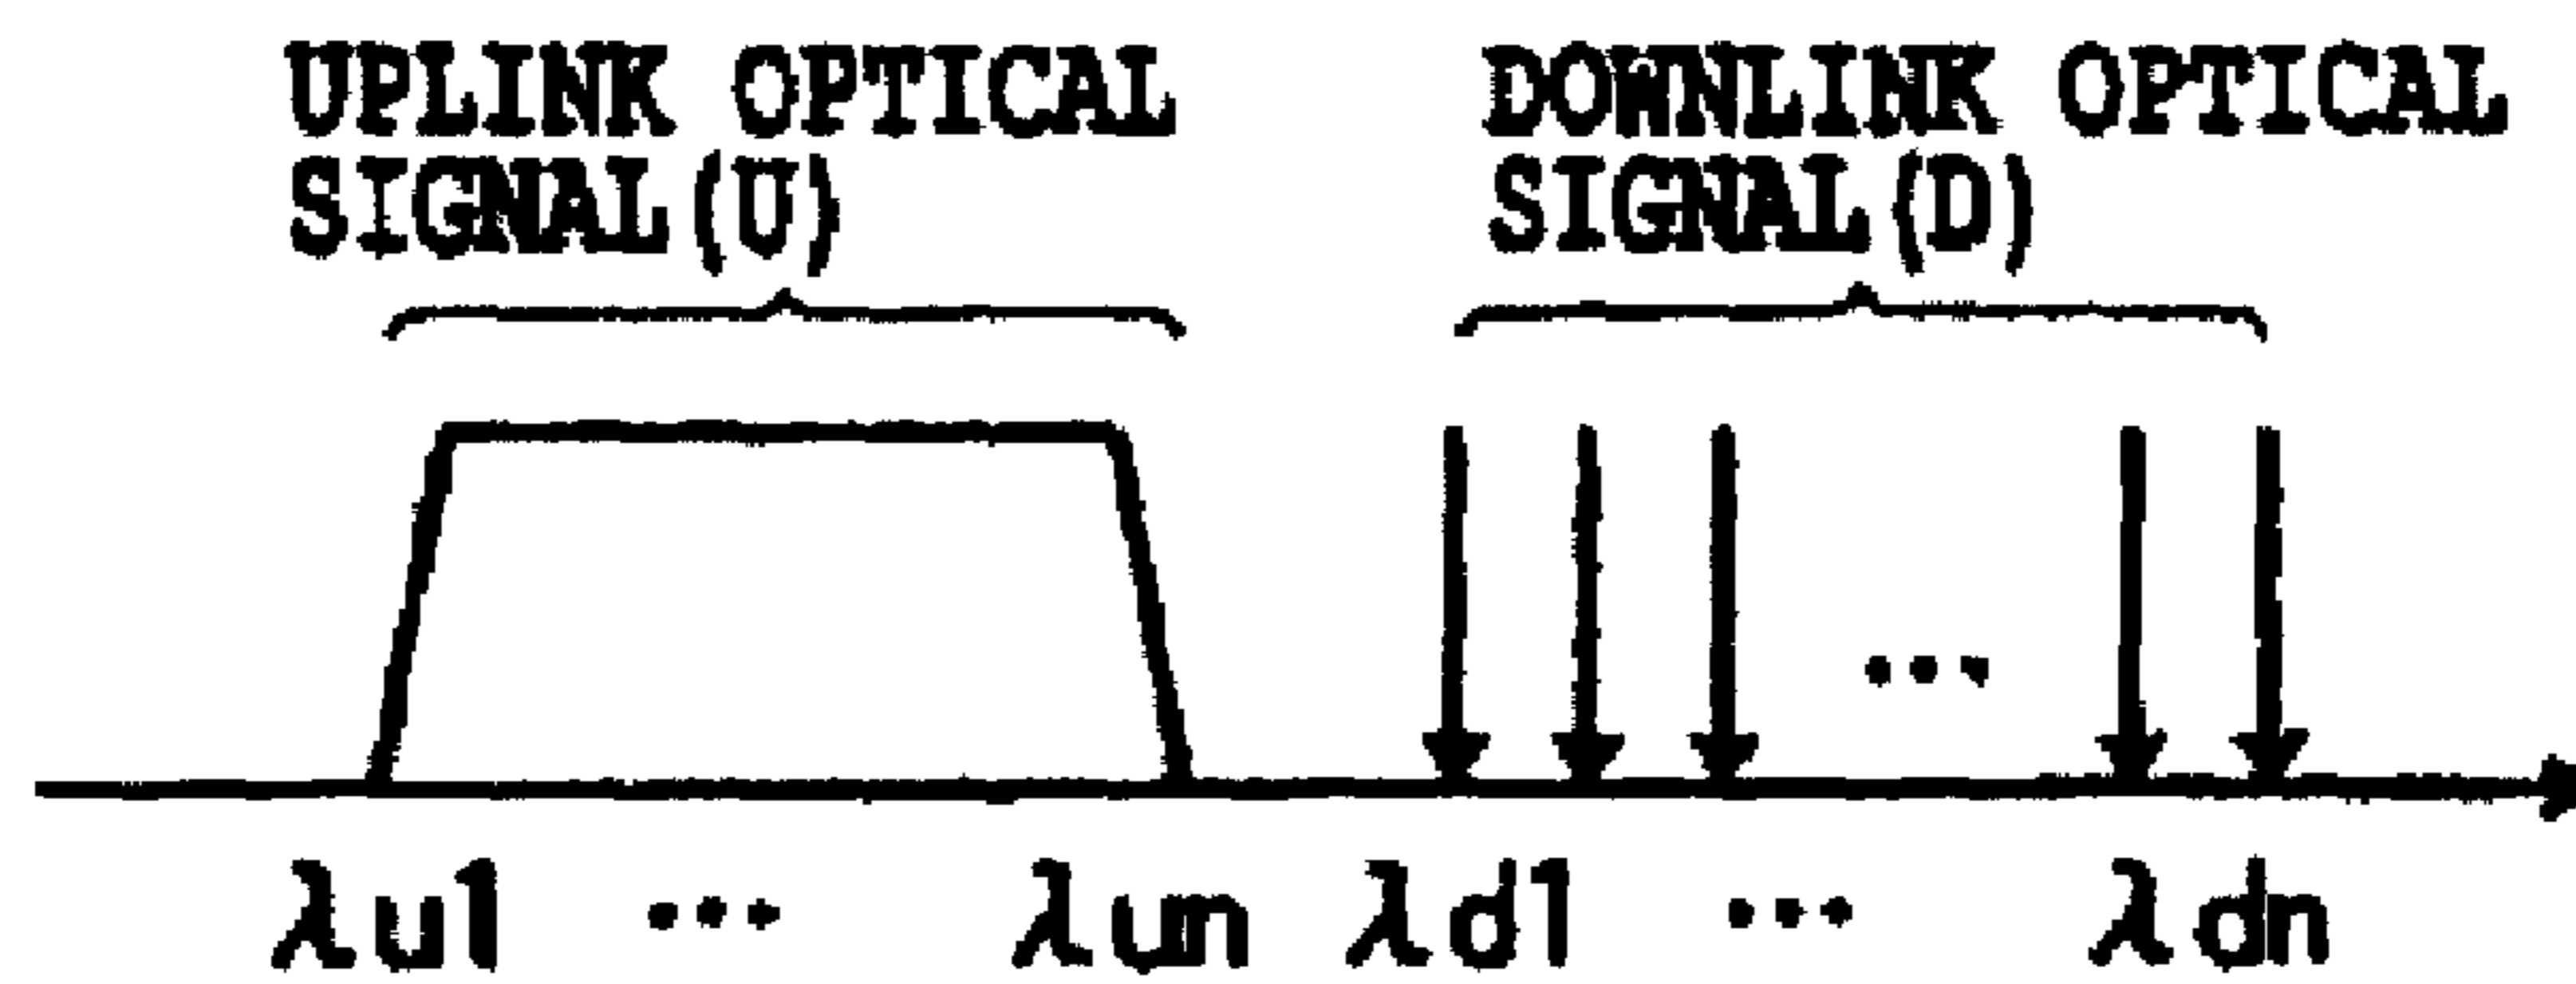 UPLINK OPTICAL
SIGNAL(U)
DOWNLINK OPTICAL
SIGNAL(D)
...
λu1 ... λun λd1 ... λdn